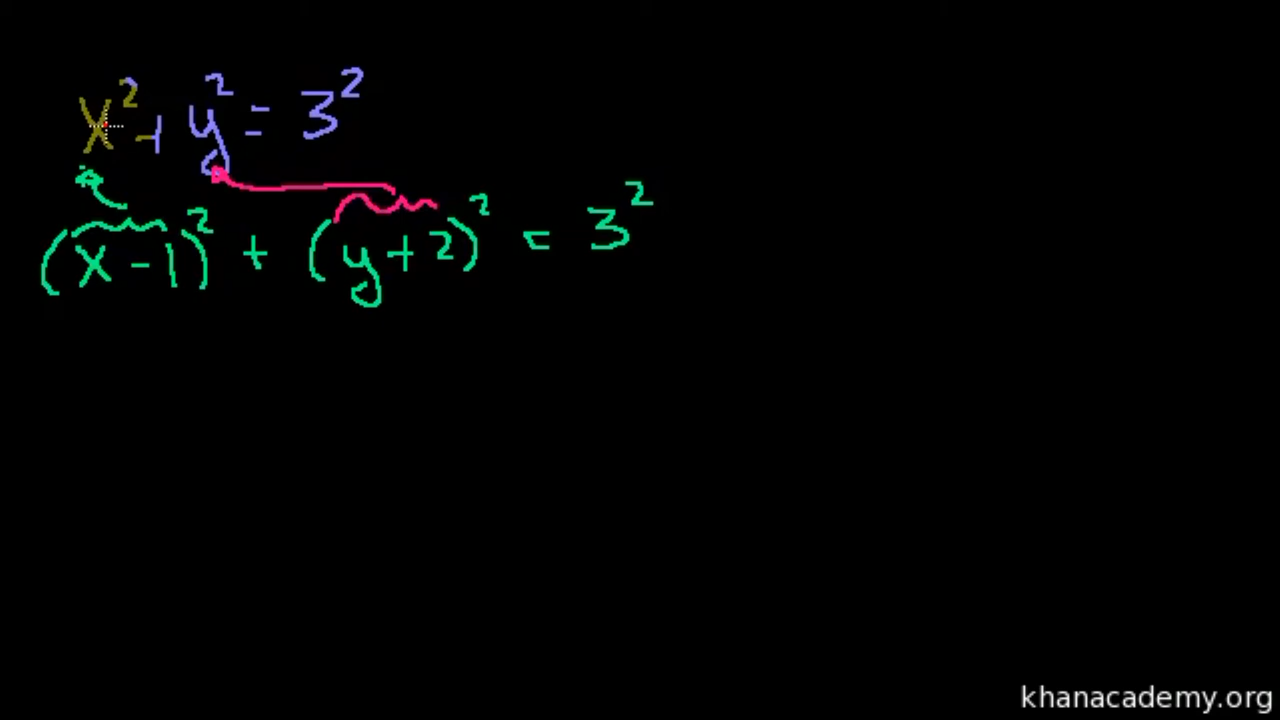 x² + y² = 3²
(x - 1)² + (y + 2)² = 3²
khanacademy.org